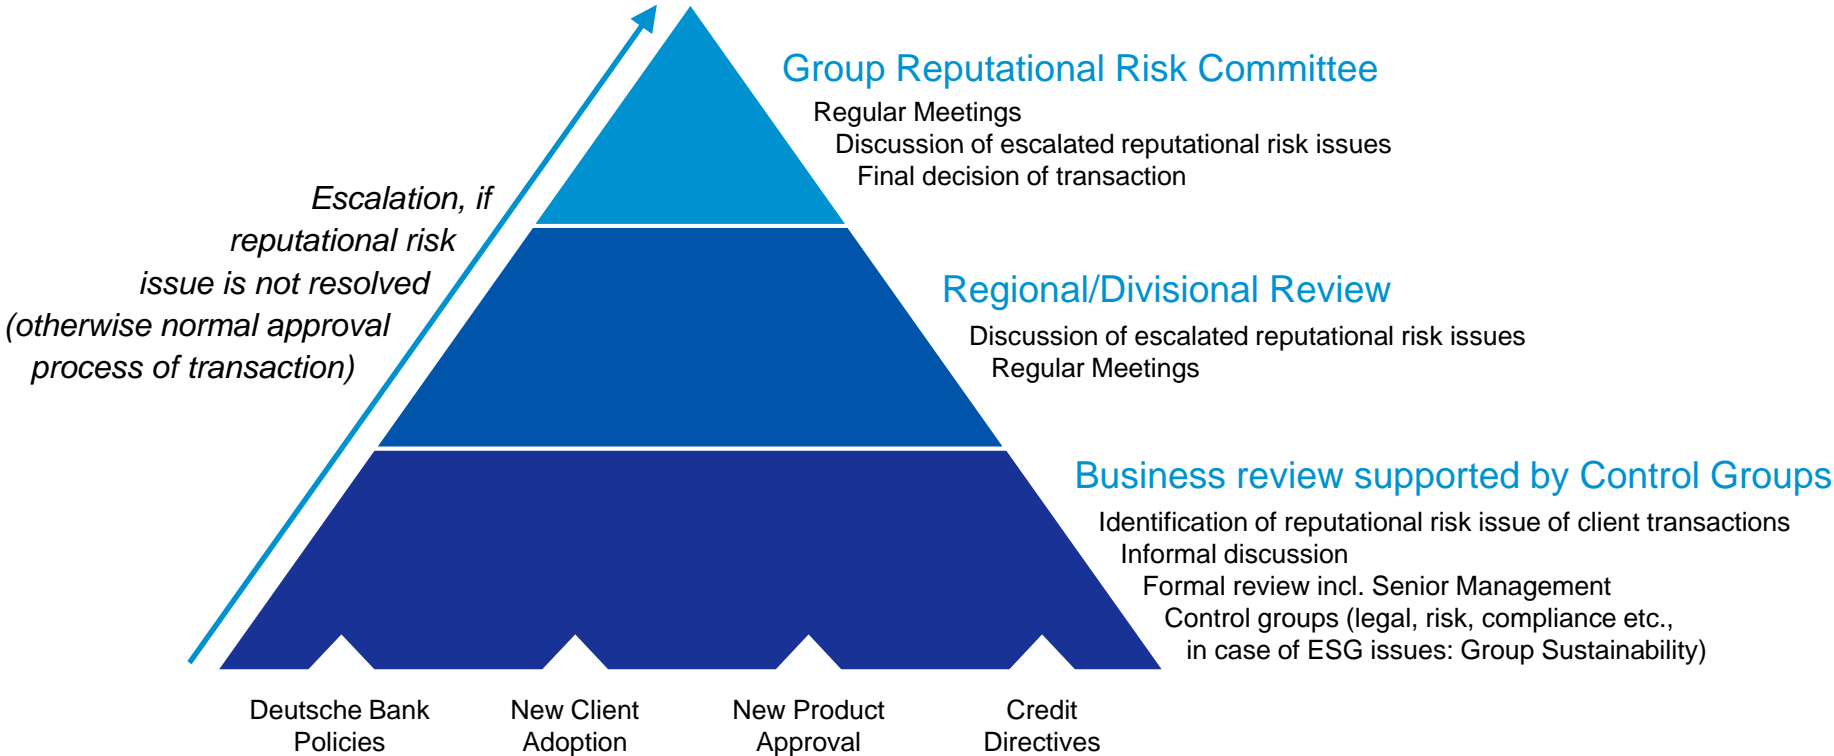 Group Reputational Risk Committee
Regular Meetings
Discussion of escalated reputational risk issues
Final decision of transaction
Escalation, if
reputational risk
issue is not resolved
(otherwise normal approval
process of transaction)
Regional/Divisional Review
Discussion of escalated reputational risk issues
Regular Meetings
Business review supported by Control Groups
Identification of reputational risk issue of client transactions
Informal discussion
Formal review incl. Senior Management
Control groups (legal, risk, compliance etc.,
in case of ESG issues: Group Sustainability)
Deutsche Bank
Policies
New Client
Adoption
New Product
Approval
Credit
Directives